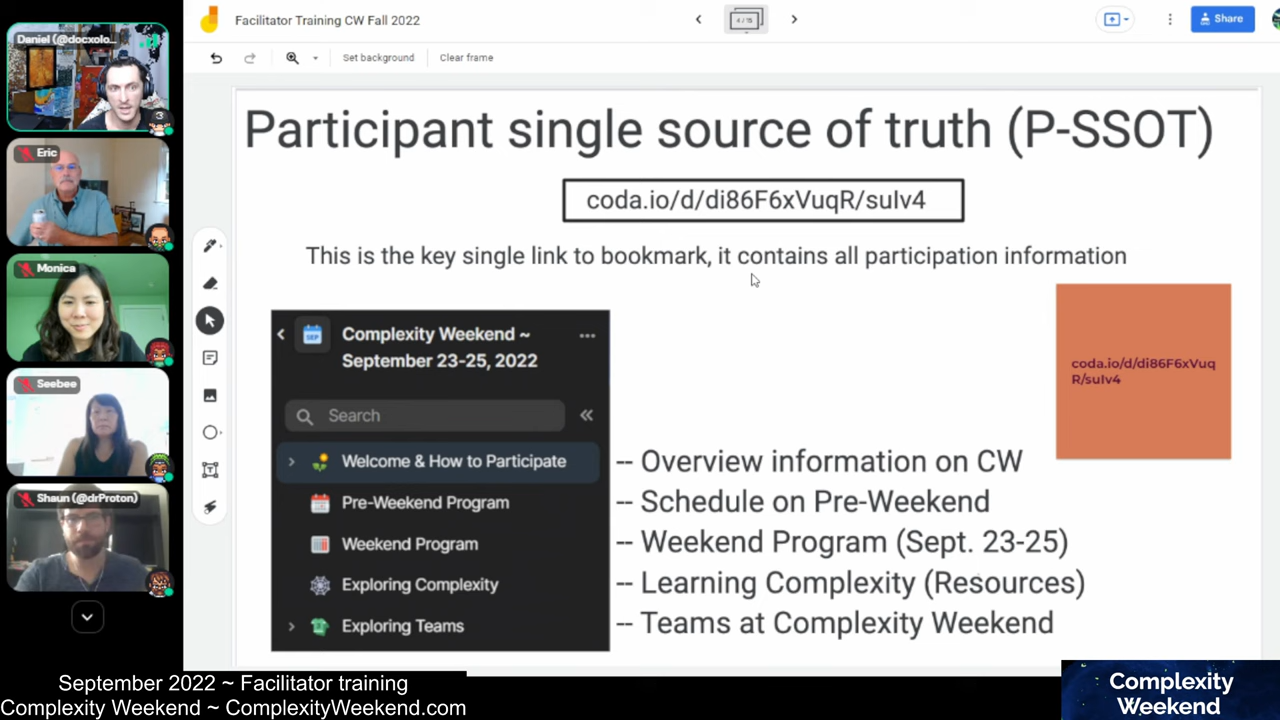 Daniel (@docxolo...
Eric
Monica
Seebee
Shaun (@drProton)
Facilitator Training CW Fall 2022
4 / 15
Share
Set background
Clear frame
Participant single source of truth (P-SSOT)
coda.io/d/di86F6xVuqR/suIv4
This is the key single link to bookmark, it contains all participation information
SEP
Complexity Weekend ~
September 23-25, 2022
Search
Welcome & How to Participate
Pre-Weekend Program
Weekend Program
Exploring Complexity
Exploring Teams
-- Overview information on CW
-- Schedule on Pre-Weekend
-- Weekend Program (Sept. 23-25)
-- Learning Complexity (Resources)
-- Teams at Complexity Weekend
coda.io/d/di86F6xVuq
R/suIv4
September 2022 ~ Facilitator training
Complexity Weekend ~ ComplexityWeekend.com
Complexity
Weekend